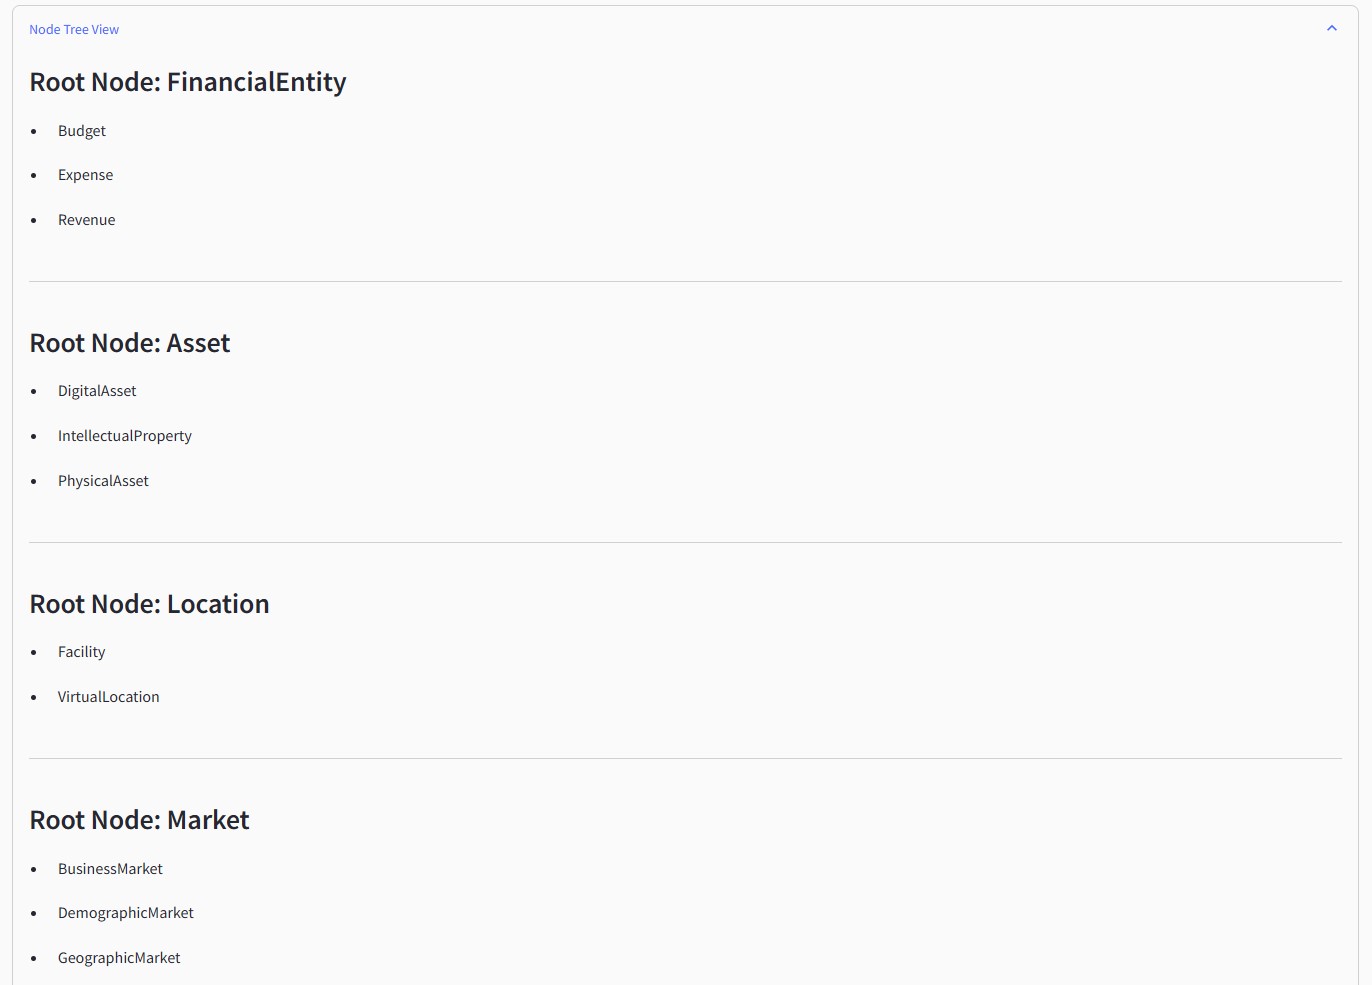 Node Tree View
Root Node: FinancialEntity
Budget
Expense
Revenue
Root Node: Asset
DigitalAsset
IntellectualProperty
PhysicalAsset
Root Node: Location
Facility
VirtualLocation
Root Node: Market
BusinessMarket
DemographicMarket
GeographicMarket